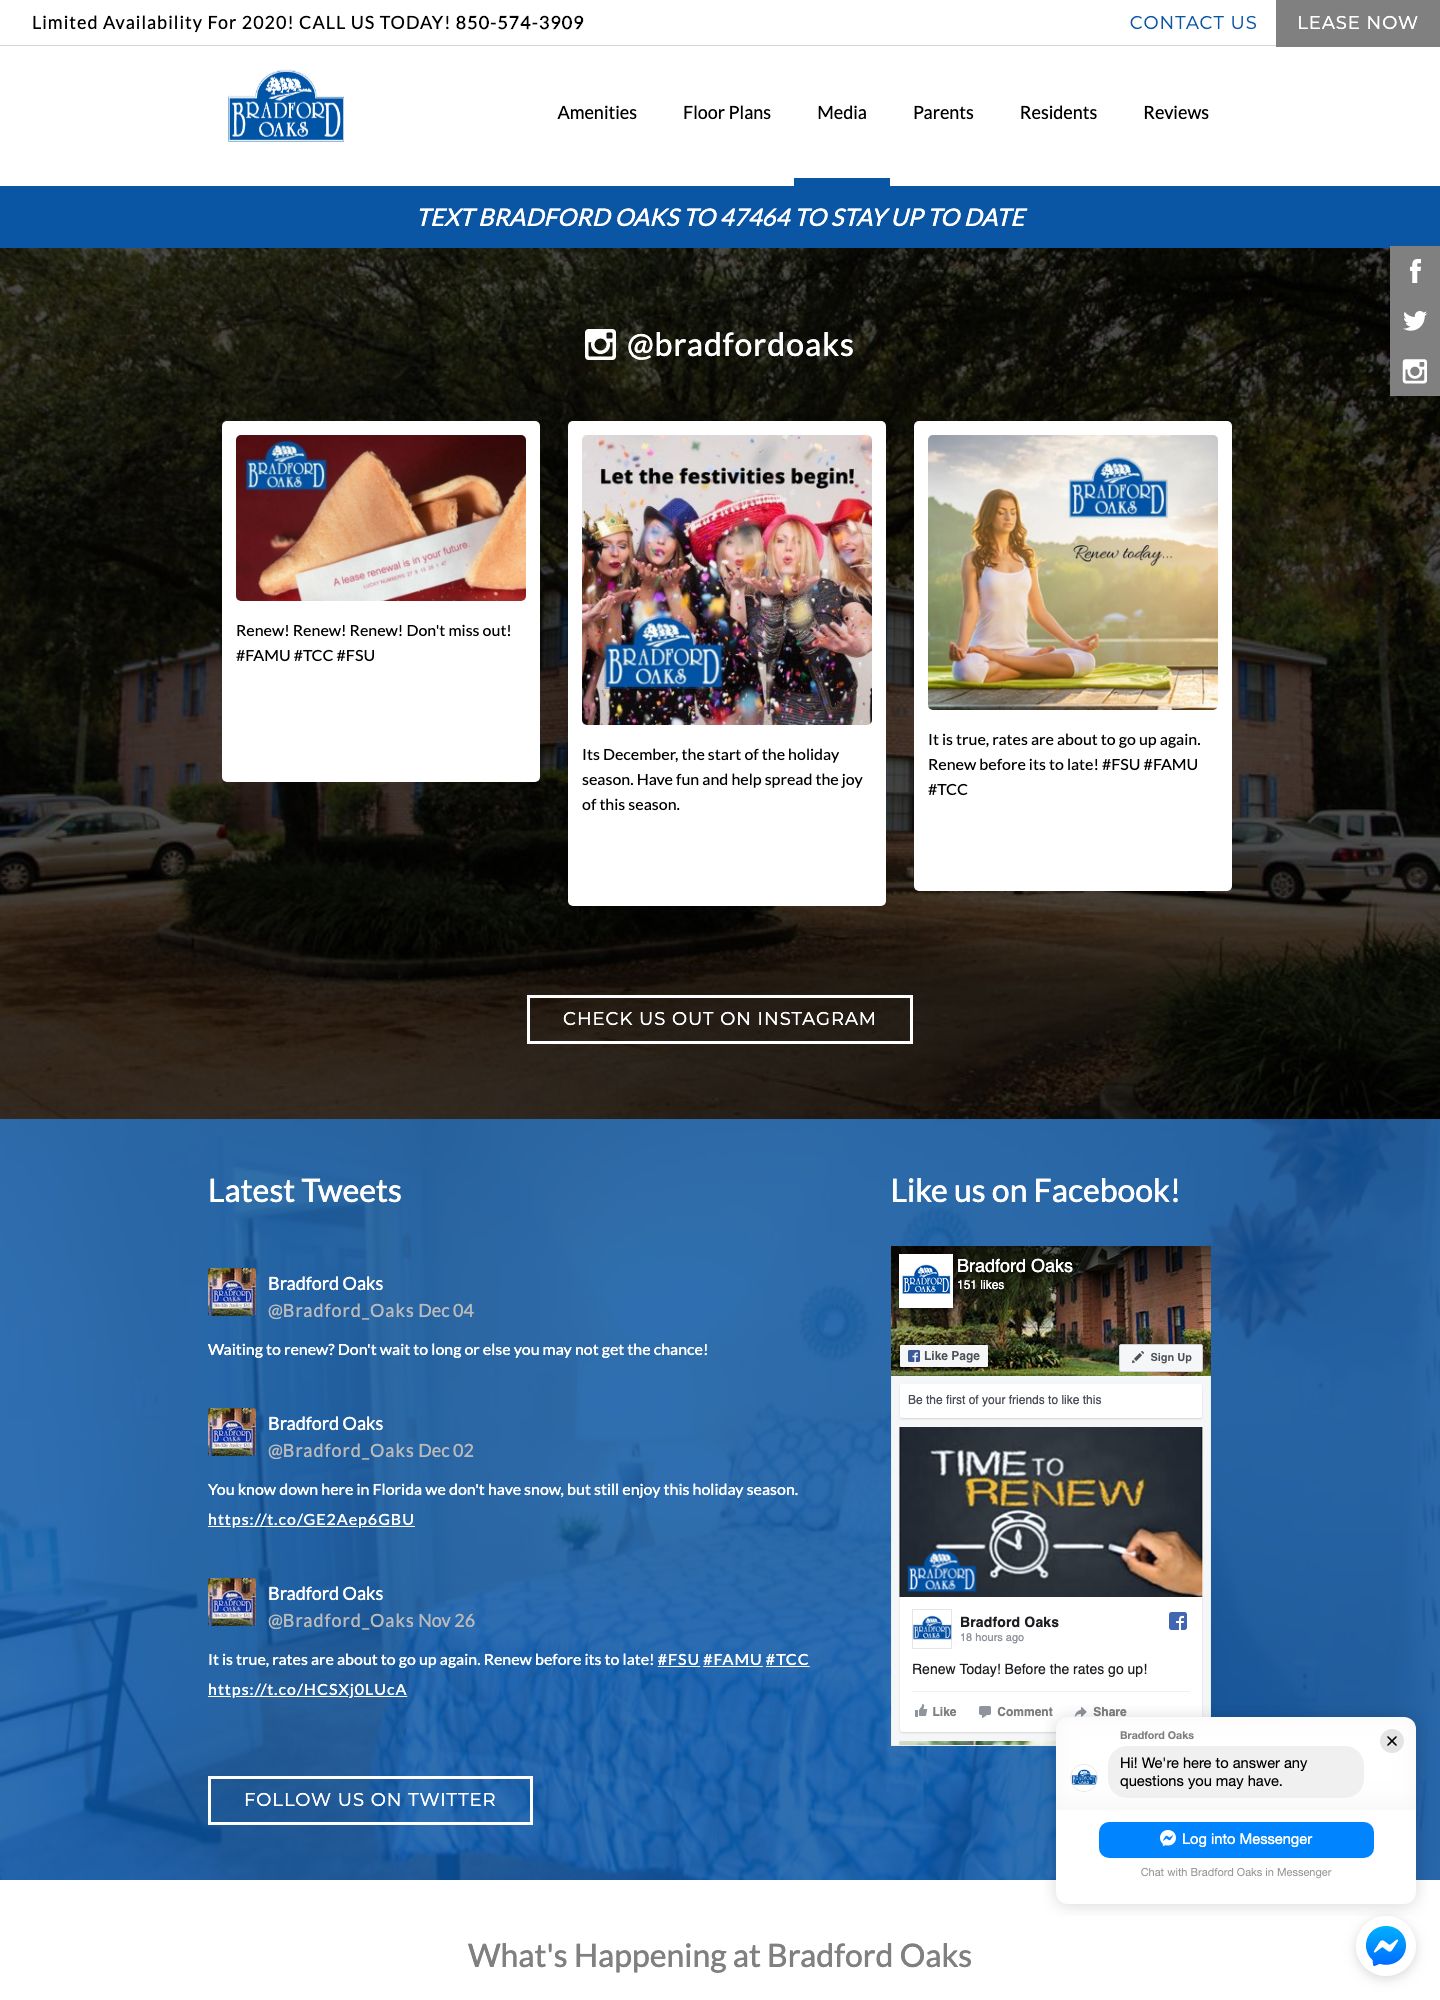 Limited Availability For 2020! CALL US TODAY! 850-574-3909
CONTACT US
LEASE NOW
BRADFORD OAKS
Amenities
Floor Plans
Media
Parents
Residents
Reviews
TEXT BRADFORD OAKS TO 47464 TO STAY UP TO DATE
@bradfordoaks
BRADFORD OAKS
A lease renewal is in your future.
Renew! Renew! Renew! Don't miss out!
#FAMU #TCC #FSU
Let the festivities begin!
BRADFORD OAKS
Its December, the start of the holiday
season. Have fun and help spread the joy
of this season.
BRADFORD OAKS
Renew today...
It is true, rates are about to go up again.
Renew before its to late! #FSU #FAMU
#TCC
CHECK US OUT ON INSTAGRAM
Latest Tweets
Bradford Oaks
@Bradford_Oaks Dec 04
Waiting to renew? Don't wait to long or else you may not get the chance!
Bradford Oaks
@Bradford_Oaks Dec 02
You know down here in Florida we don't have snow, but still enjoy this holiday season.
https://t.co/GE2Aep6GBU
Bradford Oaks
@Bradford_Oaks Nov 26
It is true, rates are about to go up again. Renew before its to late! #FSU #FAMU #TCC
https://t.co/HCSXj0LUcA
FOLLOW US ON TWITTER
Like us on Facebook!
BRADFORD OAKS
Bradford Oaks
151 likes
Like Page
Sign Up
Be the first of your friends to like this
TIME TO
RENEW
BRADFORD OAKS
Bradford Oaks
18 hours ago
Renew Today! Before the rates go up!
Like
Comment
Share
Bradford Oaks
Hi! We're here to answer any
questions you may have.
Log into Messenger
Chat with Bradford Oaks in Messenger
What's Happening at Bradford Oaks